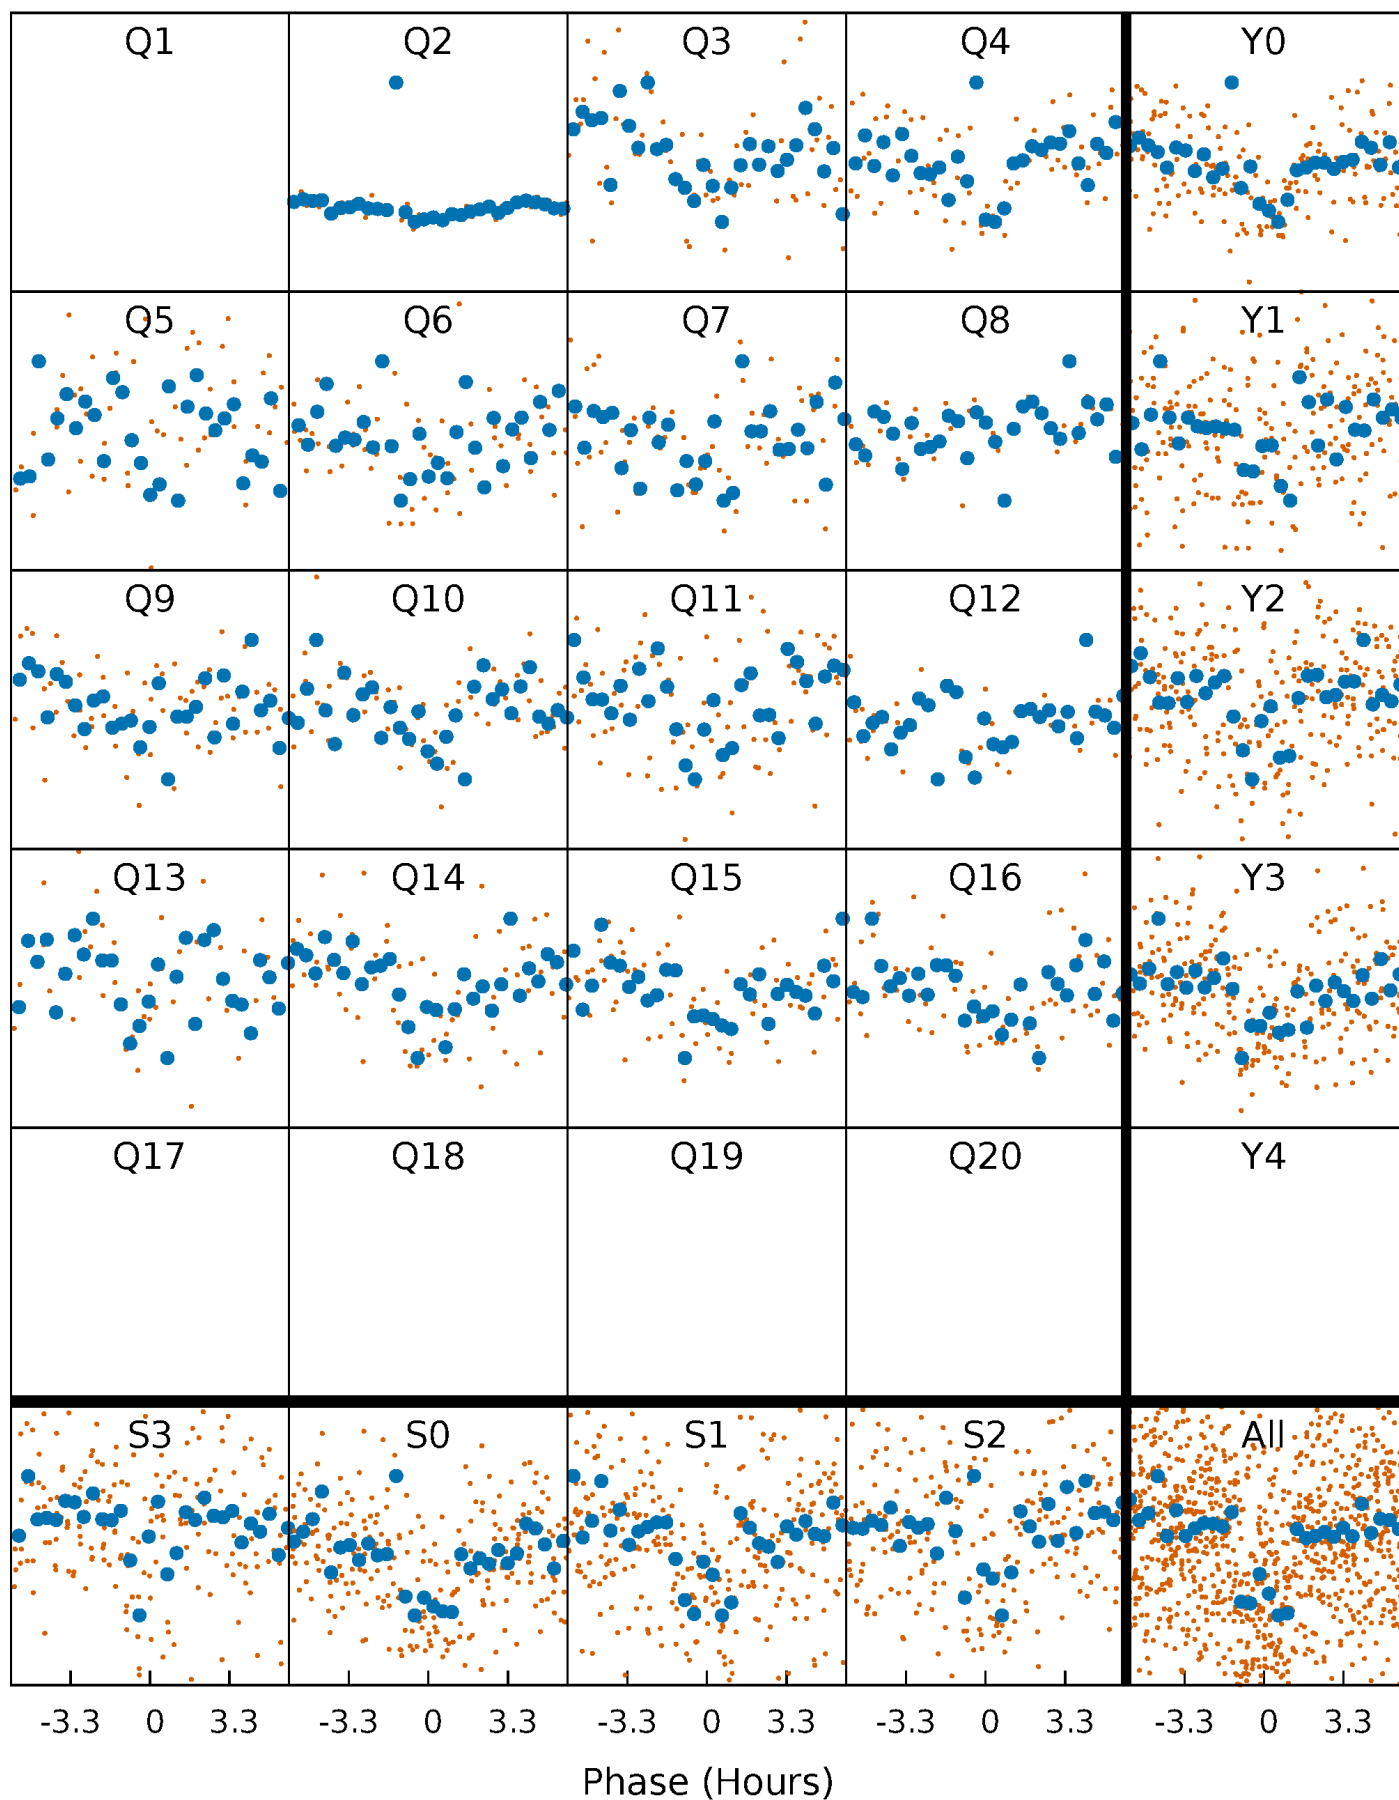 Q1 Q2 Q3 Q4 Y0
Q5 Q6 Q7 Q8 Y1
Q9 Q10 Q11 Q12 Y2
Q13 Q14 Q15 Q16 Y3
Q17 Q18 Q19 Q20 Y4
S3 S0 S1 S2 All
-3.3 0 3.3 -3.3 0 3.3 -3.3 0 3.3 -3.3 0 3.3 -3.3 0 3.3
Phase (Hours)